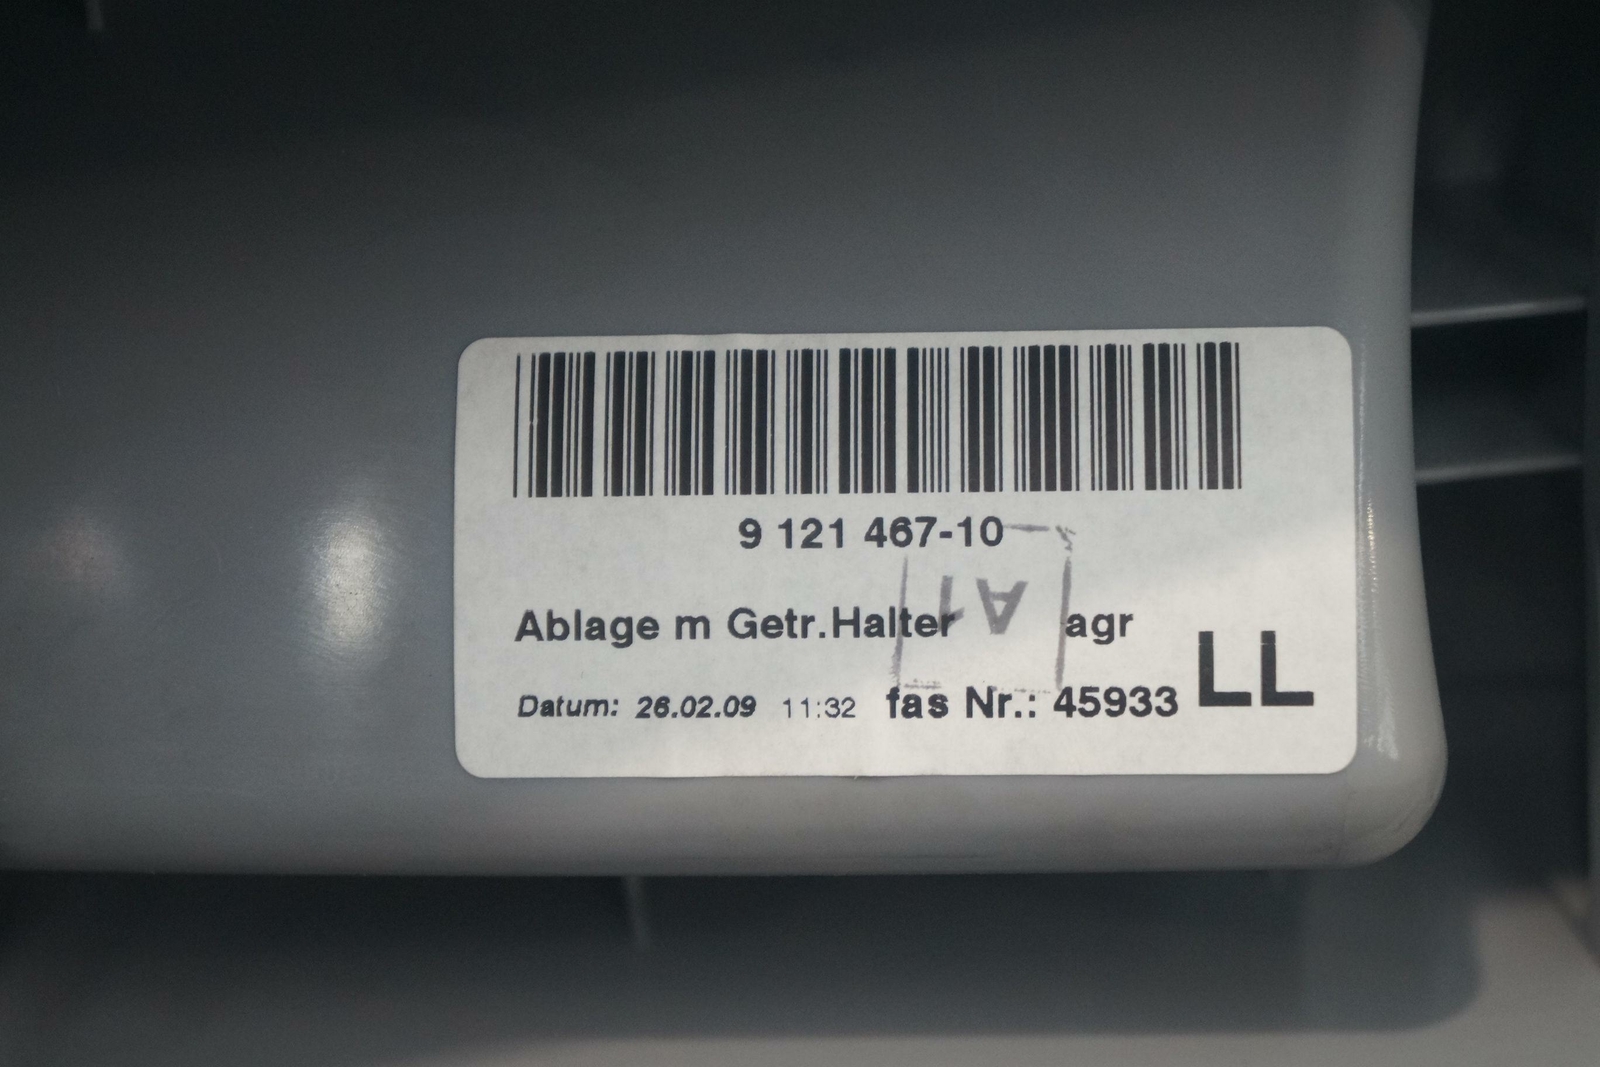 9 121 467-10
A1
Ablage m Getr.Halter agr
Datum: 26.02.09 11:32 fas Nr.: 45933 LL